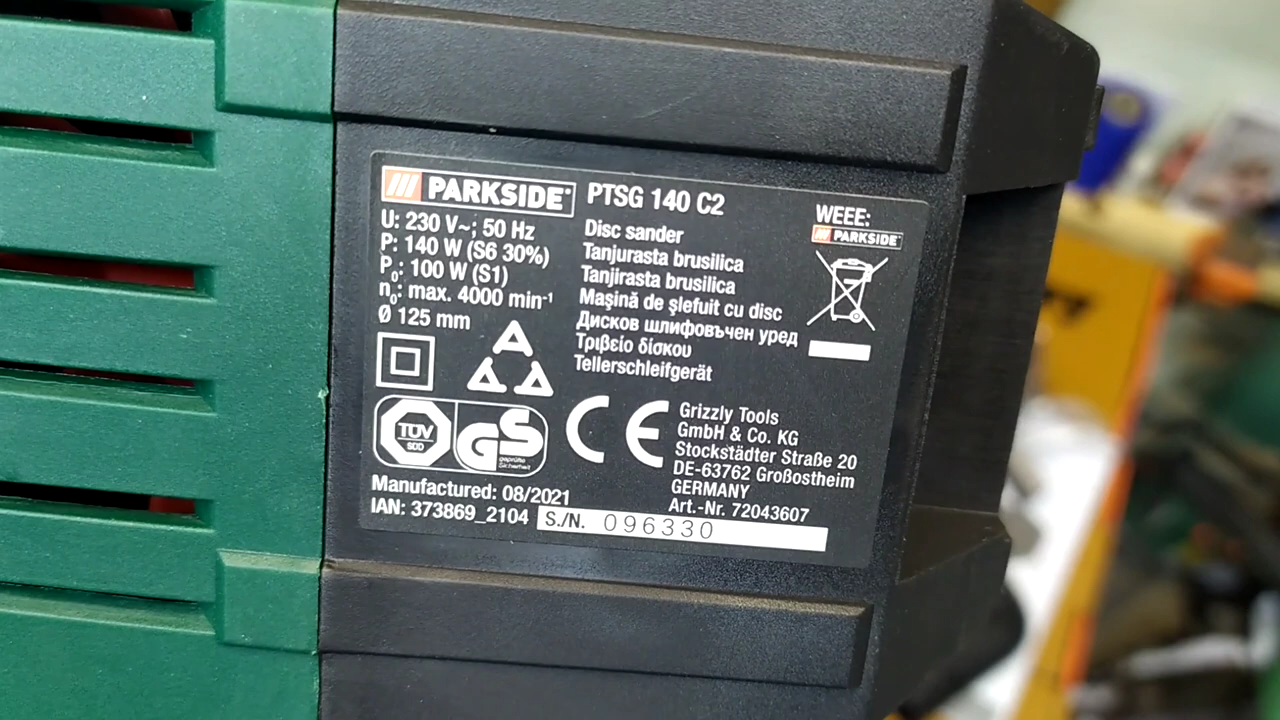 PARKSIDE®
PTSG 140 C2
U: 230 V~; 50 Hz
P: 140 W (S6 30%)
P0: 100 W (S1)
n0: max. 4000 min-1
Ø 125 mm
Disc sander
Tanjurasta brusilica
Tanjirasta brusilica
Maşină de şlefuit cu disc
Дисков шлифовъчен уред
Τριβείο δίσκου
Tellerschleifgerät
WEEE:
PARKSIDE®
TÜV
SÜD
GS
geprüfte
Sicherheit
CE
Grizzly Tools
GmbH & Co. KG
Stockstädter Straße 20
DE-63762 Großostheim
GERMANY
Art.-Nr. 72043607
Manufactured: 08/2021
IAN: 373869_2104
S./N. 096330